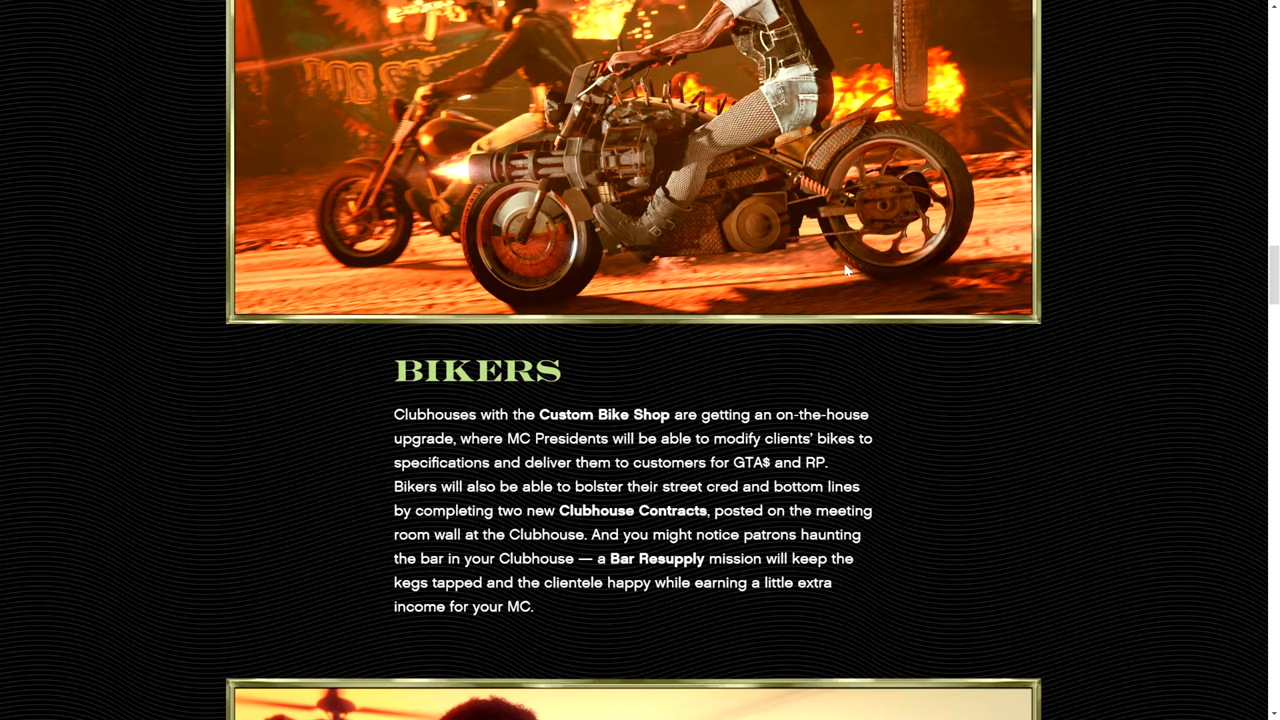 BIKERS
Clubhouses with the Custom Bike Shop are getting an on-the-house
upgrade, where MC Presidents will be able to modify clients' bikes to
specifications and deliver them to customers for GTA$ and RP.
Bikers will also be able to bolster their street cred and bottom lines
by completing two new Clubhouse Contracts, posted on the meeting
room wall at the Clubhouse. And you might notice patrons haunting
the bar in your Clubhouse — a Bar Resupply mission will keep the
kegs tapped and the clientele happy while earning a little extra
income for your MC.